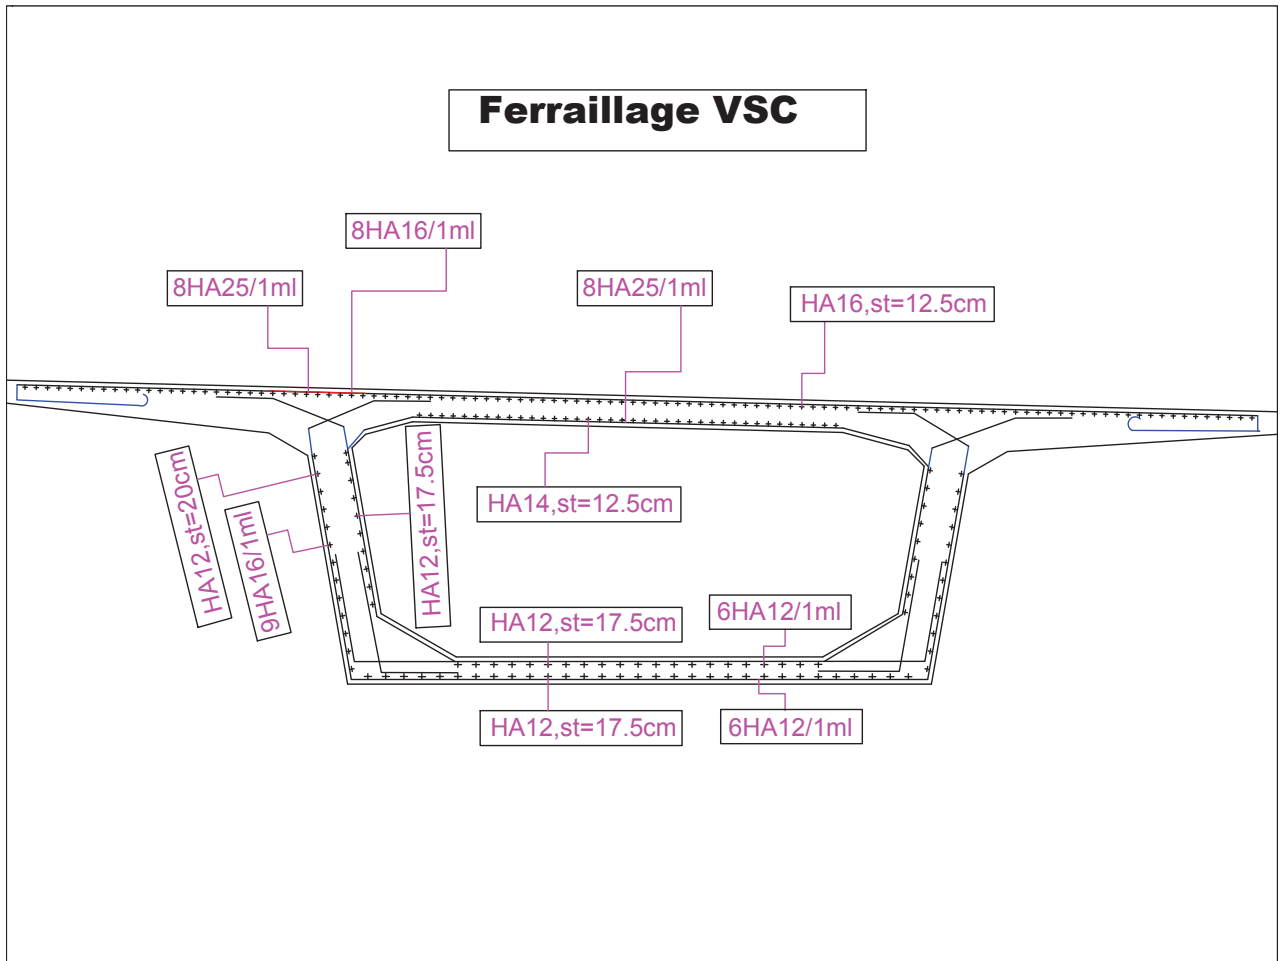 Ferraillage VSC
8HA16/1ml
8HA25/1ml
8HA25/1ml
HA16,st=12.5cm
HA12,st=20cm
9HA16/1ml
HA12,st=17.5cm
HA14,st=12.5cm
HA12,st=17.5cm
6HA12/1ml
HA12,st=17.5cm
6HA12/1ml